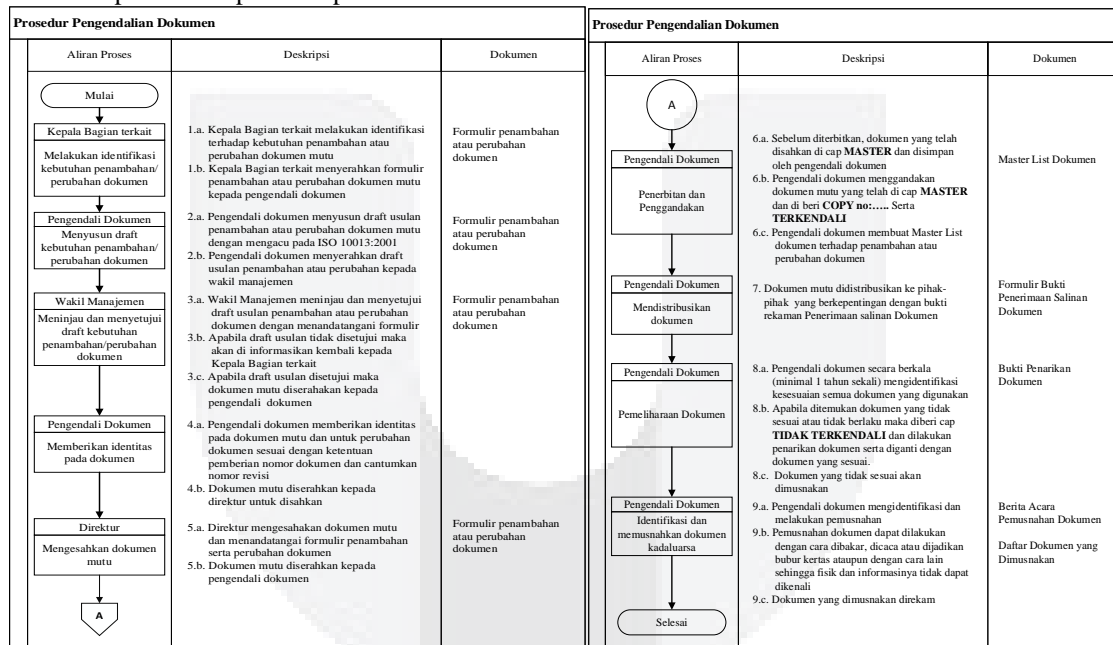 Prosedur Pengendalian Dokumen
Aliran Proses
Deskripsi
Dokumen
Mulai
Kepala Bagian terkait
Melakukan identifikasi
kebutuhan penambahan/
perubahan dokumen
1.a. Kepala Bagian terkait melakukan identifikasi
terhadap kebutuhan penambahan atau
perubahan dokumen mutu
1.b. Kepala Bagian terkait menyerahkan formulir
penambahan atau perubahan dokumen mutu
kepada pengendali dokumen
Formulir penambahan
atau perubahan
dokumen
Pengendali Dokumen
Menyusun draft
kebutuhan penambahan/
perubahan dokumen
2.a. Pengendali dokumen menyusun draft usulan
penambahan atau perubahan dokumen mutu
dengan mengacu pada ISO 10013:2001
2.b. Pengendali dokumen menyerahkan draft
usulan penambahan atau perubahan kepada
wakil manajemen
Formulir penambahan
atau perubahan
dokumen
Wakil Manajemen
Meninjau dan menyetujui
draft kebutuhan
penambahan/perubahan
dokumen
3.a. Wakil Manajemen meninjau dan menyetujui
draft usulan penambahan atau perubahan
dokumen dengan menandatangani formulir
3.b. Apabila draft usulan tidak disetujui maka
akan di informasikan kembali kepada
Kepala Bagian terkait
3.c. Apabila draft usulan disetujui maka
dokumen mutu diserahakan kepada
pengendali dokumen
Formulir penambahan
atau perubahan
dokumen
Pengendali Dokumen
Memberikan identitas
pada dokumen
4.a. Pengendali dokumen memberikan identitas
pada dokumen mutu dan untuk perubahan
dokumen sesuai dengan ketentuan
pemberian nomor dokumen dan cantumkan
nomor revisi
4.b. Dokumen mutu diserahkan kepada
direktur untuk disahkan
Direktur
Mengesahkan dokumen
mutu
5.a. Direktur mengesahakan dokumen mutu
dan menandatangai formulir penambahan
serta perubahan dokumen
5.b. Dokumen mutu diserahkan kepada
pengendali dokumen
Formulir penambahan
atau perubahan
dokumen
A
Prosedur Pengendalian Dokumen
Aliran Proses
Deskripsi
Dokumen
A
Pengendali Dokumen
Penerbitan dan
Penggandakan
6.a. Sebelum diterbitkan, dokumen yang telah
disahkan di cap MASTER dan disimpan
oleh pengendali dokumen
6.b. Pengendali dokumen menggandakan
dokumen mutu yang telah di cap MASTER
dan di beri COPY no:….. Serta
TERKENDALI
6.c. Pengendali dokumen membuat Master List
dokumen terhadap penambahan atau
perubahan dokumen
Master List Dokumen
Pengendali Dokumen
Mendistribusikan
dokumen
7. Dokumen mutu didistribusikan ke pihak-
pihak yang berkepentingan dengan bukti
rekaman Penerimaan salinan Dokumen
Formulir Bukti
Penerimaan Salinan
Dokumen
Pengendali Dokumen
Pemeliharaan Dokumen
8.a. Pengendali dokumen secara berkala
(minimal 1 tahun sekali) mengidentifikasi
kesesuaian semua dokumen yang digunakan
8.b. Apabila ditemukan dokumen yang tidak
sesuai atau tidak berlaku maka diberi cap
TIDAK TERKENDALI dan dilakukan
penarikan dokumen serta diganti dengan
dokumen yang sesuai.
8.c. Dokumen yang tidak sesuai akan
dimusnakan
Bukti Penarikan
Dokumen
Pengendali Dokumen
Identifikasi dan
memusnahkan dokumen
kadaluarsa
9.a. Pengendali dokumen mengidentifikasi dan
melakukan pemusnahan
9.b. Pemusnahan dokumen dapat dilakukan
dengan cara dibakar, dicaca atau dijadikan
bubur kertas ataupun dengan cara lain
sehingga fisik dan informasinya tidak dapat
dikenali
9.c. Dokumen yang dimusnakan direkam
Berita Acara
Pemusnahan Dokumen
Daftar Dokumen yang
Dimusnakan
Selesai